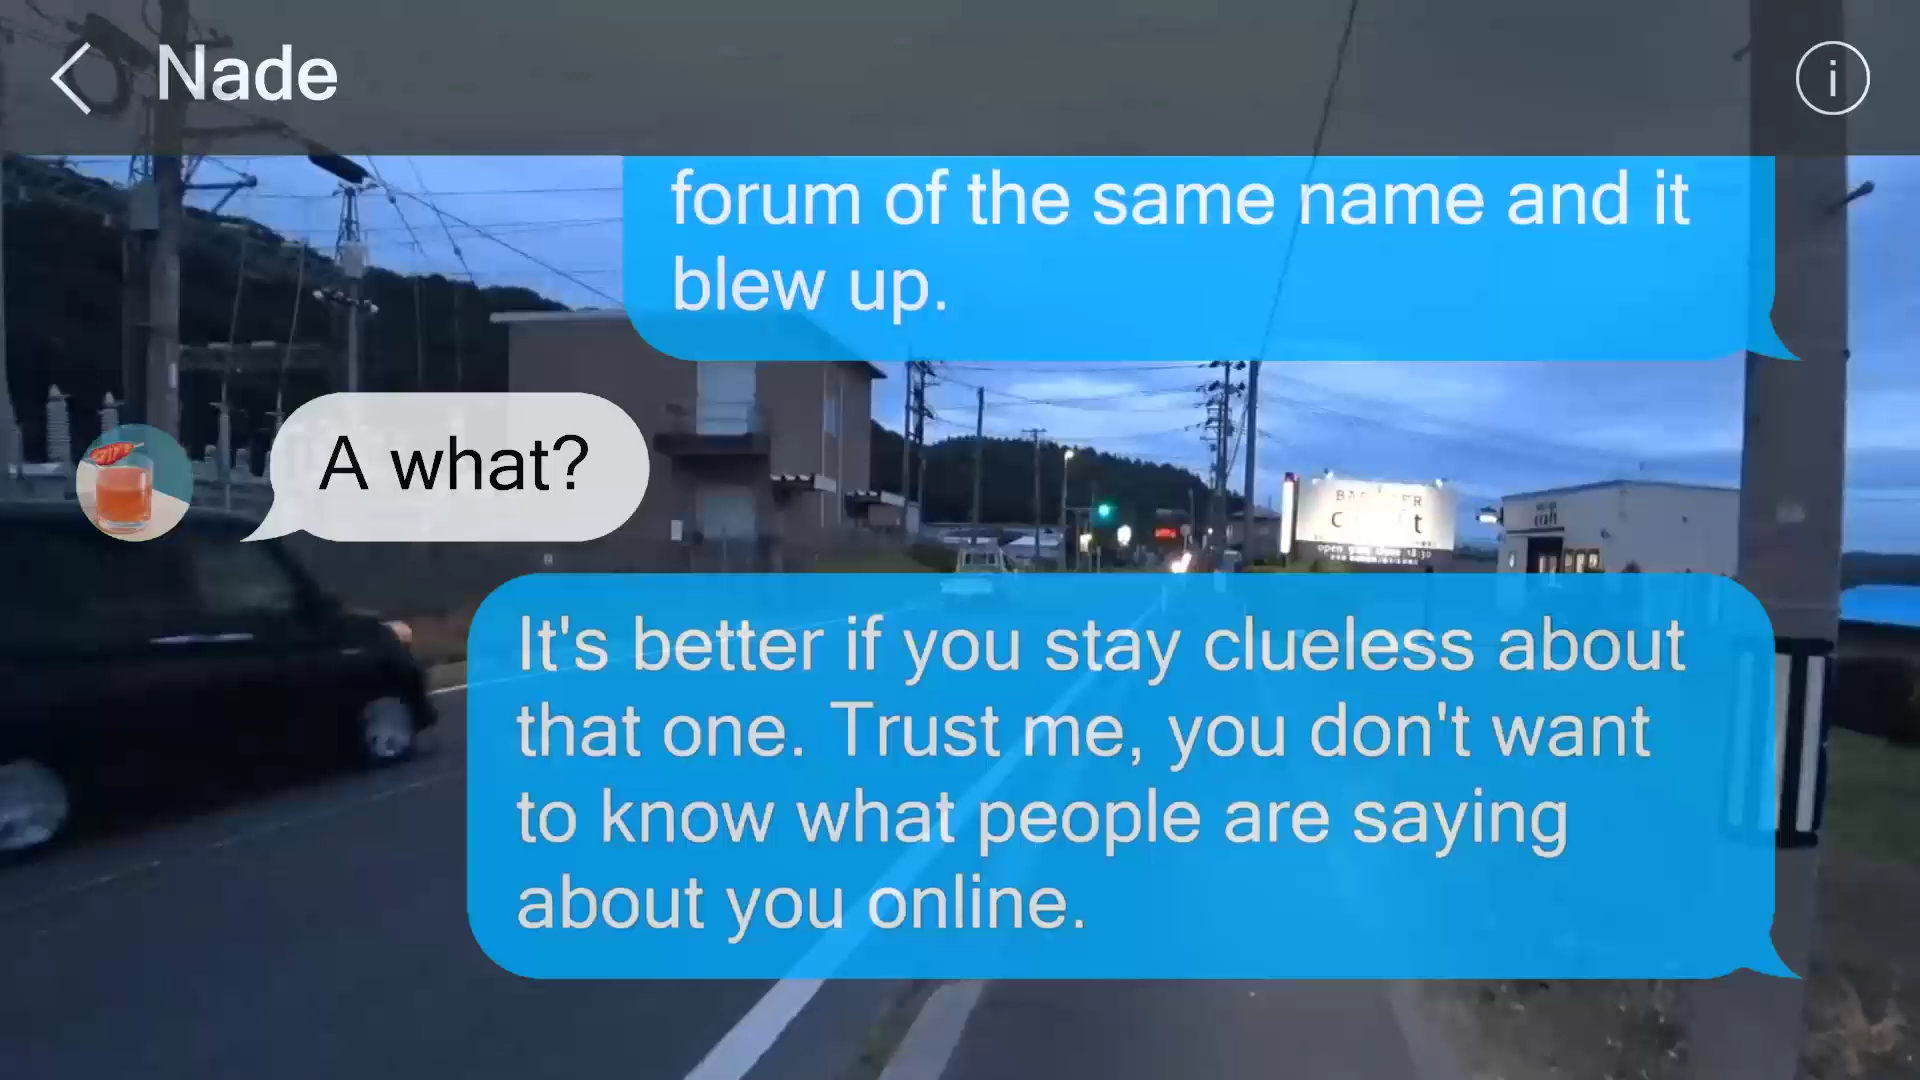 Nade
forum of the same name and it
blew up.
A what?
It's better if you stay clueless about
that one. Trust me, you don't want
to know what people are saying
about you online.